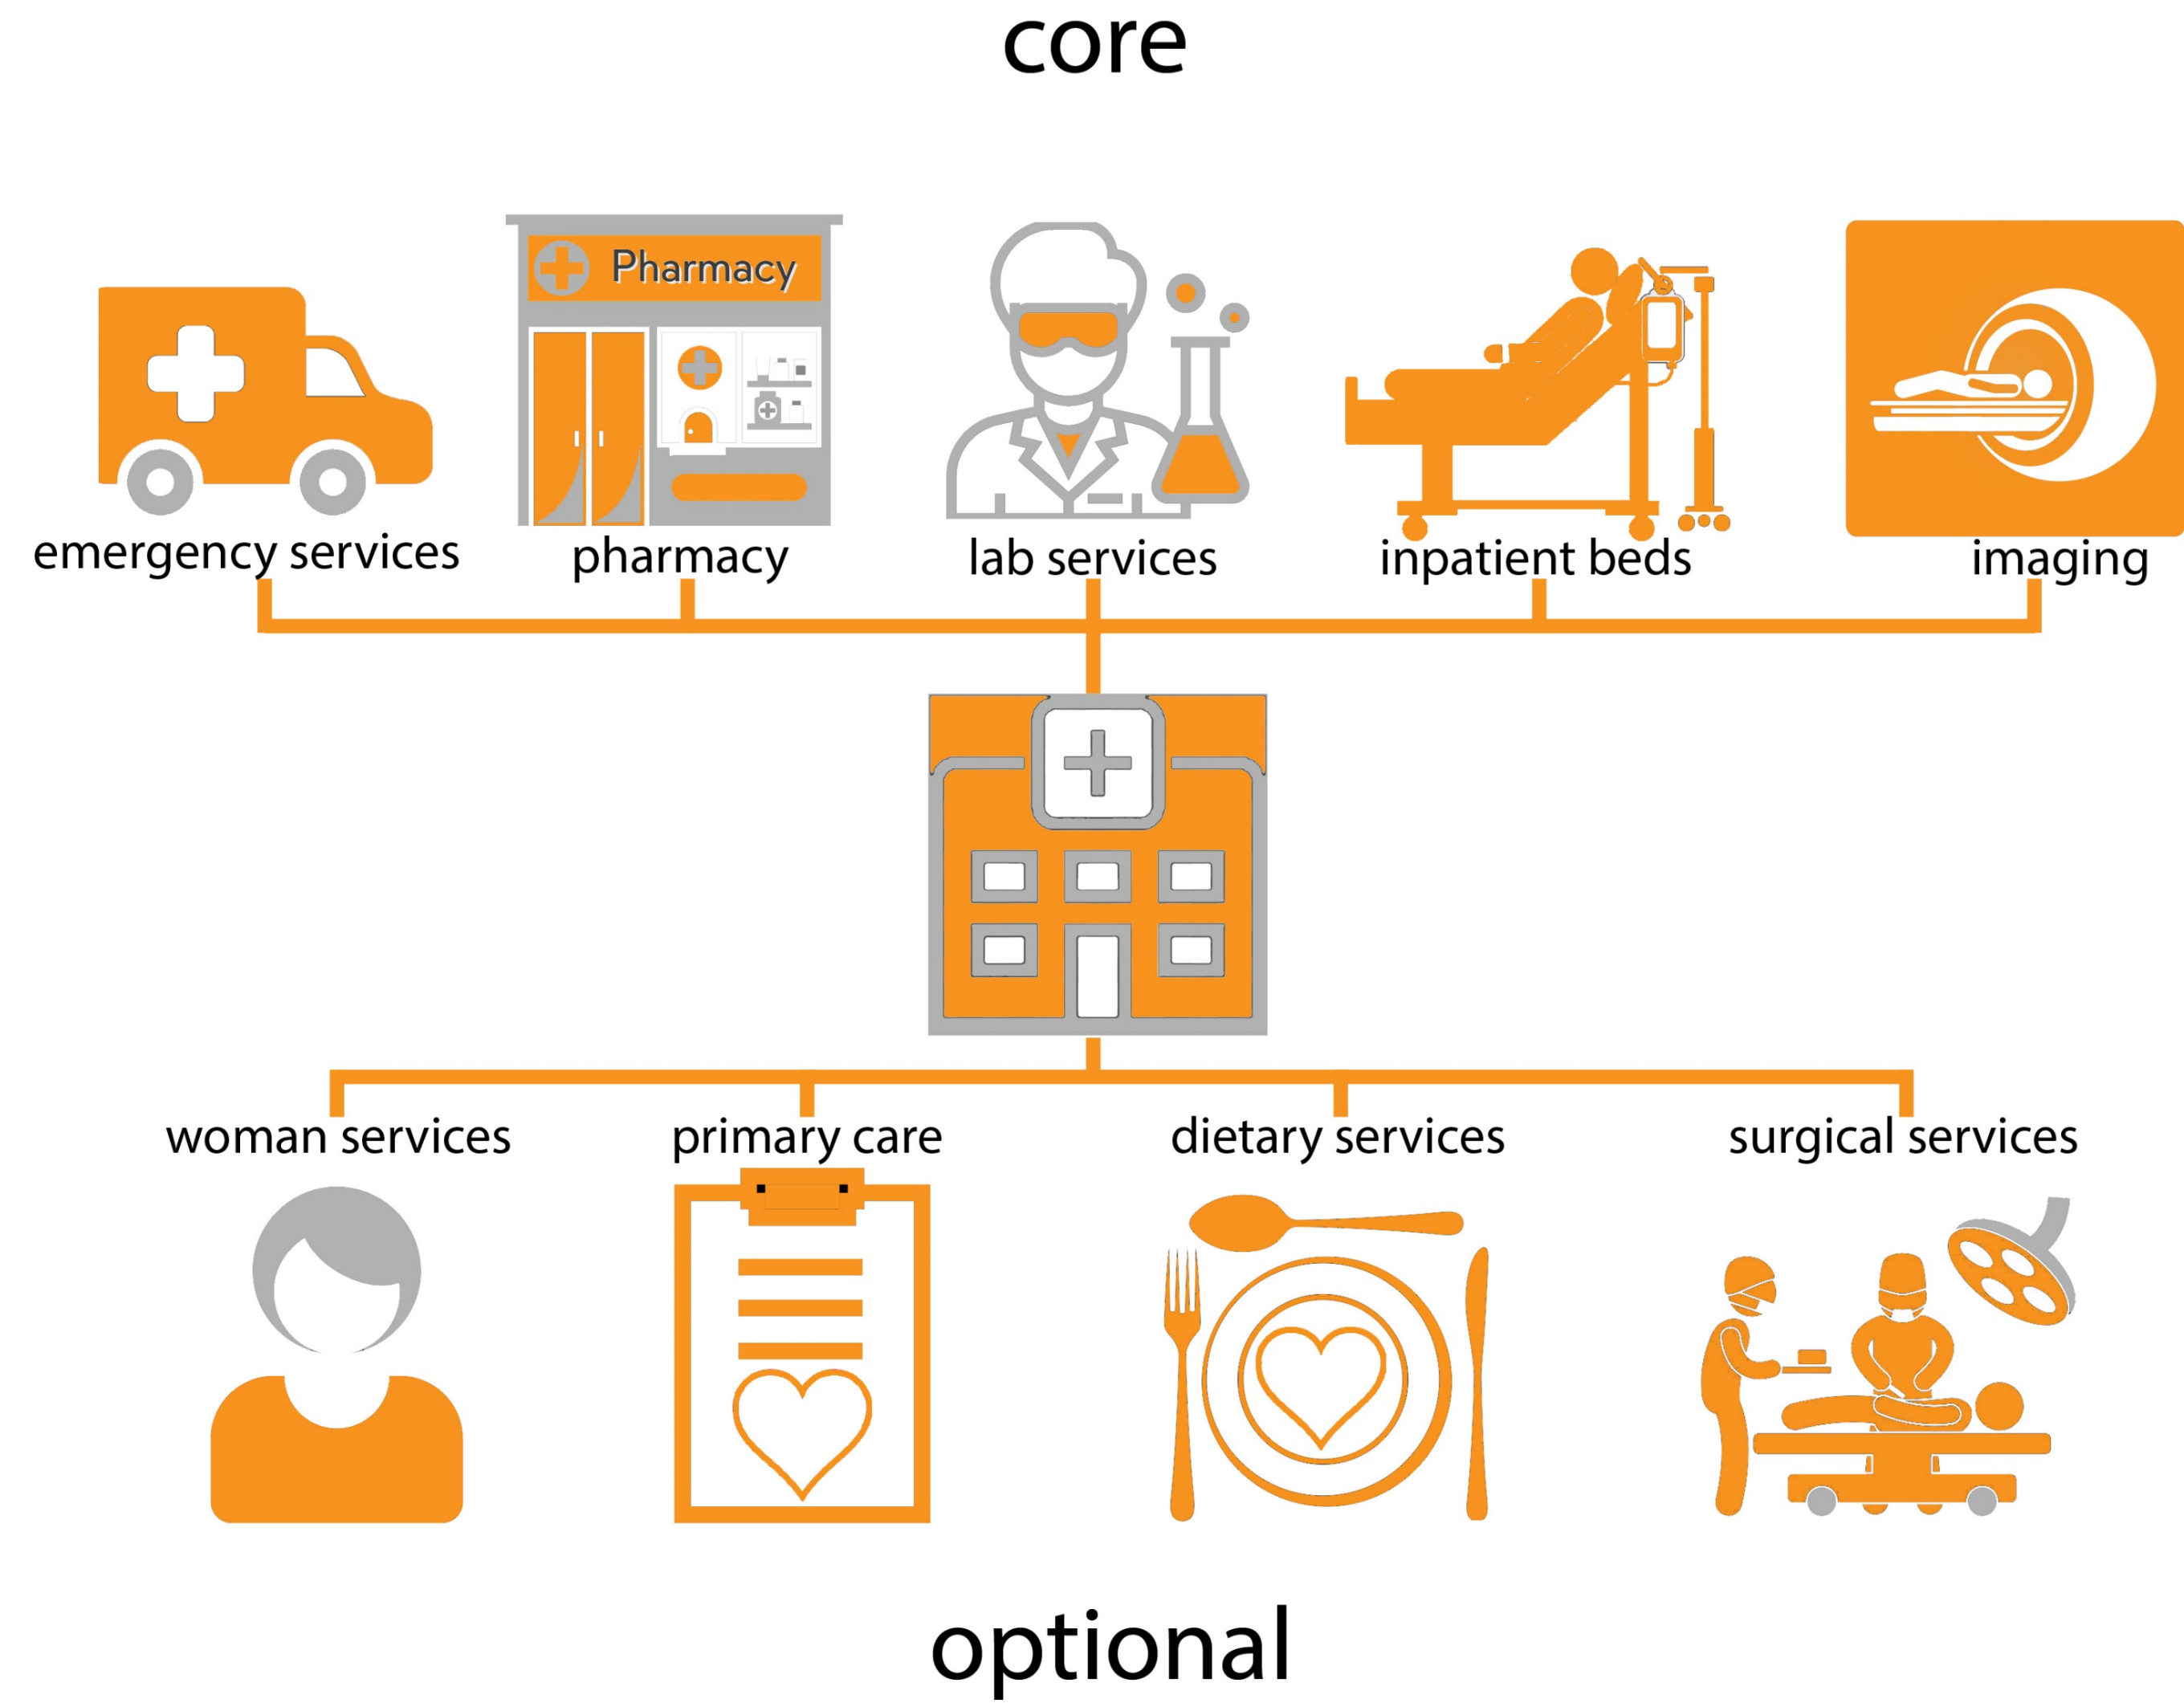 core
Pharmacy
emergency services
pharmacy
lab services
inpatient beds
imaging
woman services
primary care
dietary services
surgical services
optional